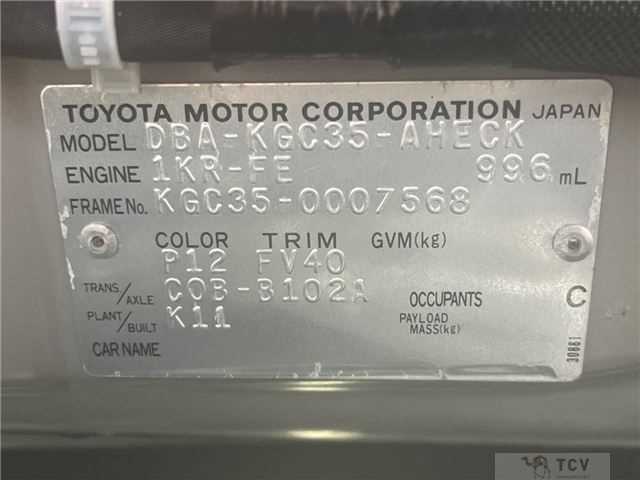 TOYOTA MOTOR CORPORATION JAPAN
MODEL DBA-KGC35-AHECK
ENGINE 1KR-FE 996 mL
FRAME No. KGC35-0007568
COLOR TRIM GVM(kg)
P12 FV40
TRANS/AXLE C0B-B102A OCCUPANTS C
PLANT/BUILT K11 PAYLOAD MASS(kg)
CAR NAME
30881
TCV